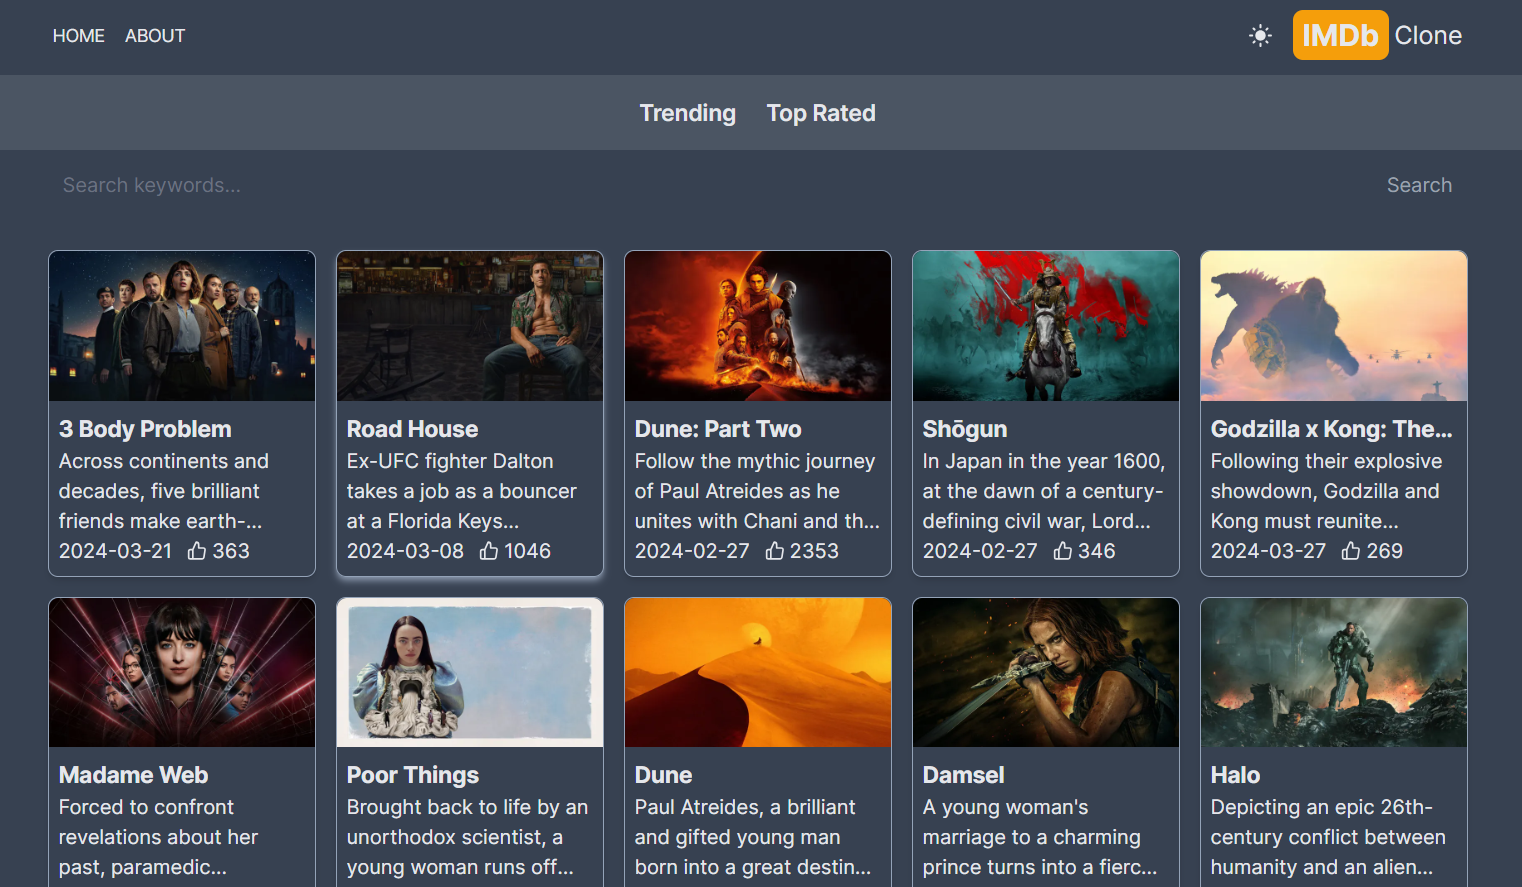 HOME ABOUT IMDb Clone
Trending Top Rated
Search keywords... Search
3 Body Problem
Across continents and
decades, five brilliant
friends make earth-...
2024-03-21 363
Road House
Ex-UFC fighter Dalton
takes a job as a bouncer
at a Florida Keys...
2024-03-08 1046
Dune: Part Two
Follow the mythic journey
of Paul Atreides as he
unites with Chani and th...
2024-02-27 2353
Shōgun
In Japan in the year 1600,
at the dawn of a century-
defining civil war, Lord...
2024-02-27 346
Godzilla x Kong: The...
Following their explosive
showdown, Godzilla and
Kong must reunite...
2024-03-27 269
Madame Web
Forced to confront
revelations about her
past, paramedic...
Poor Things
Brought back to life by an
unorthodox scientist, a
young woman runs off...
Dune
Paul Atreides, a brilliant
and gifted young man
born into a great destin...
Damsel
A young woman's
marriage to a charming
prince turns into a fierc...
Halo
Depicting an epic 26th-
century conflict between
humanity and an alien...